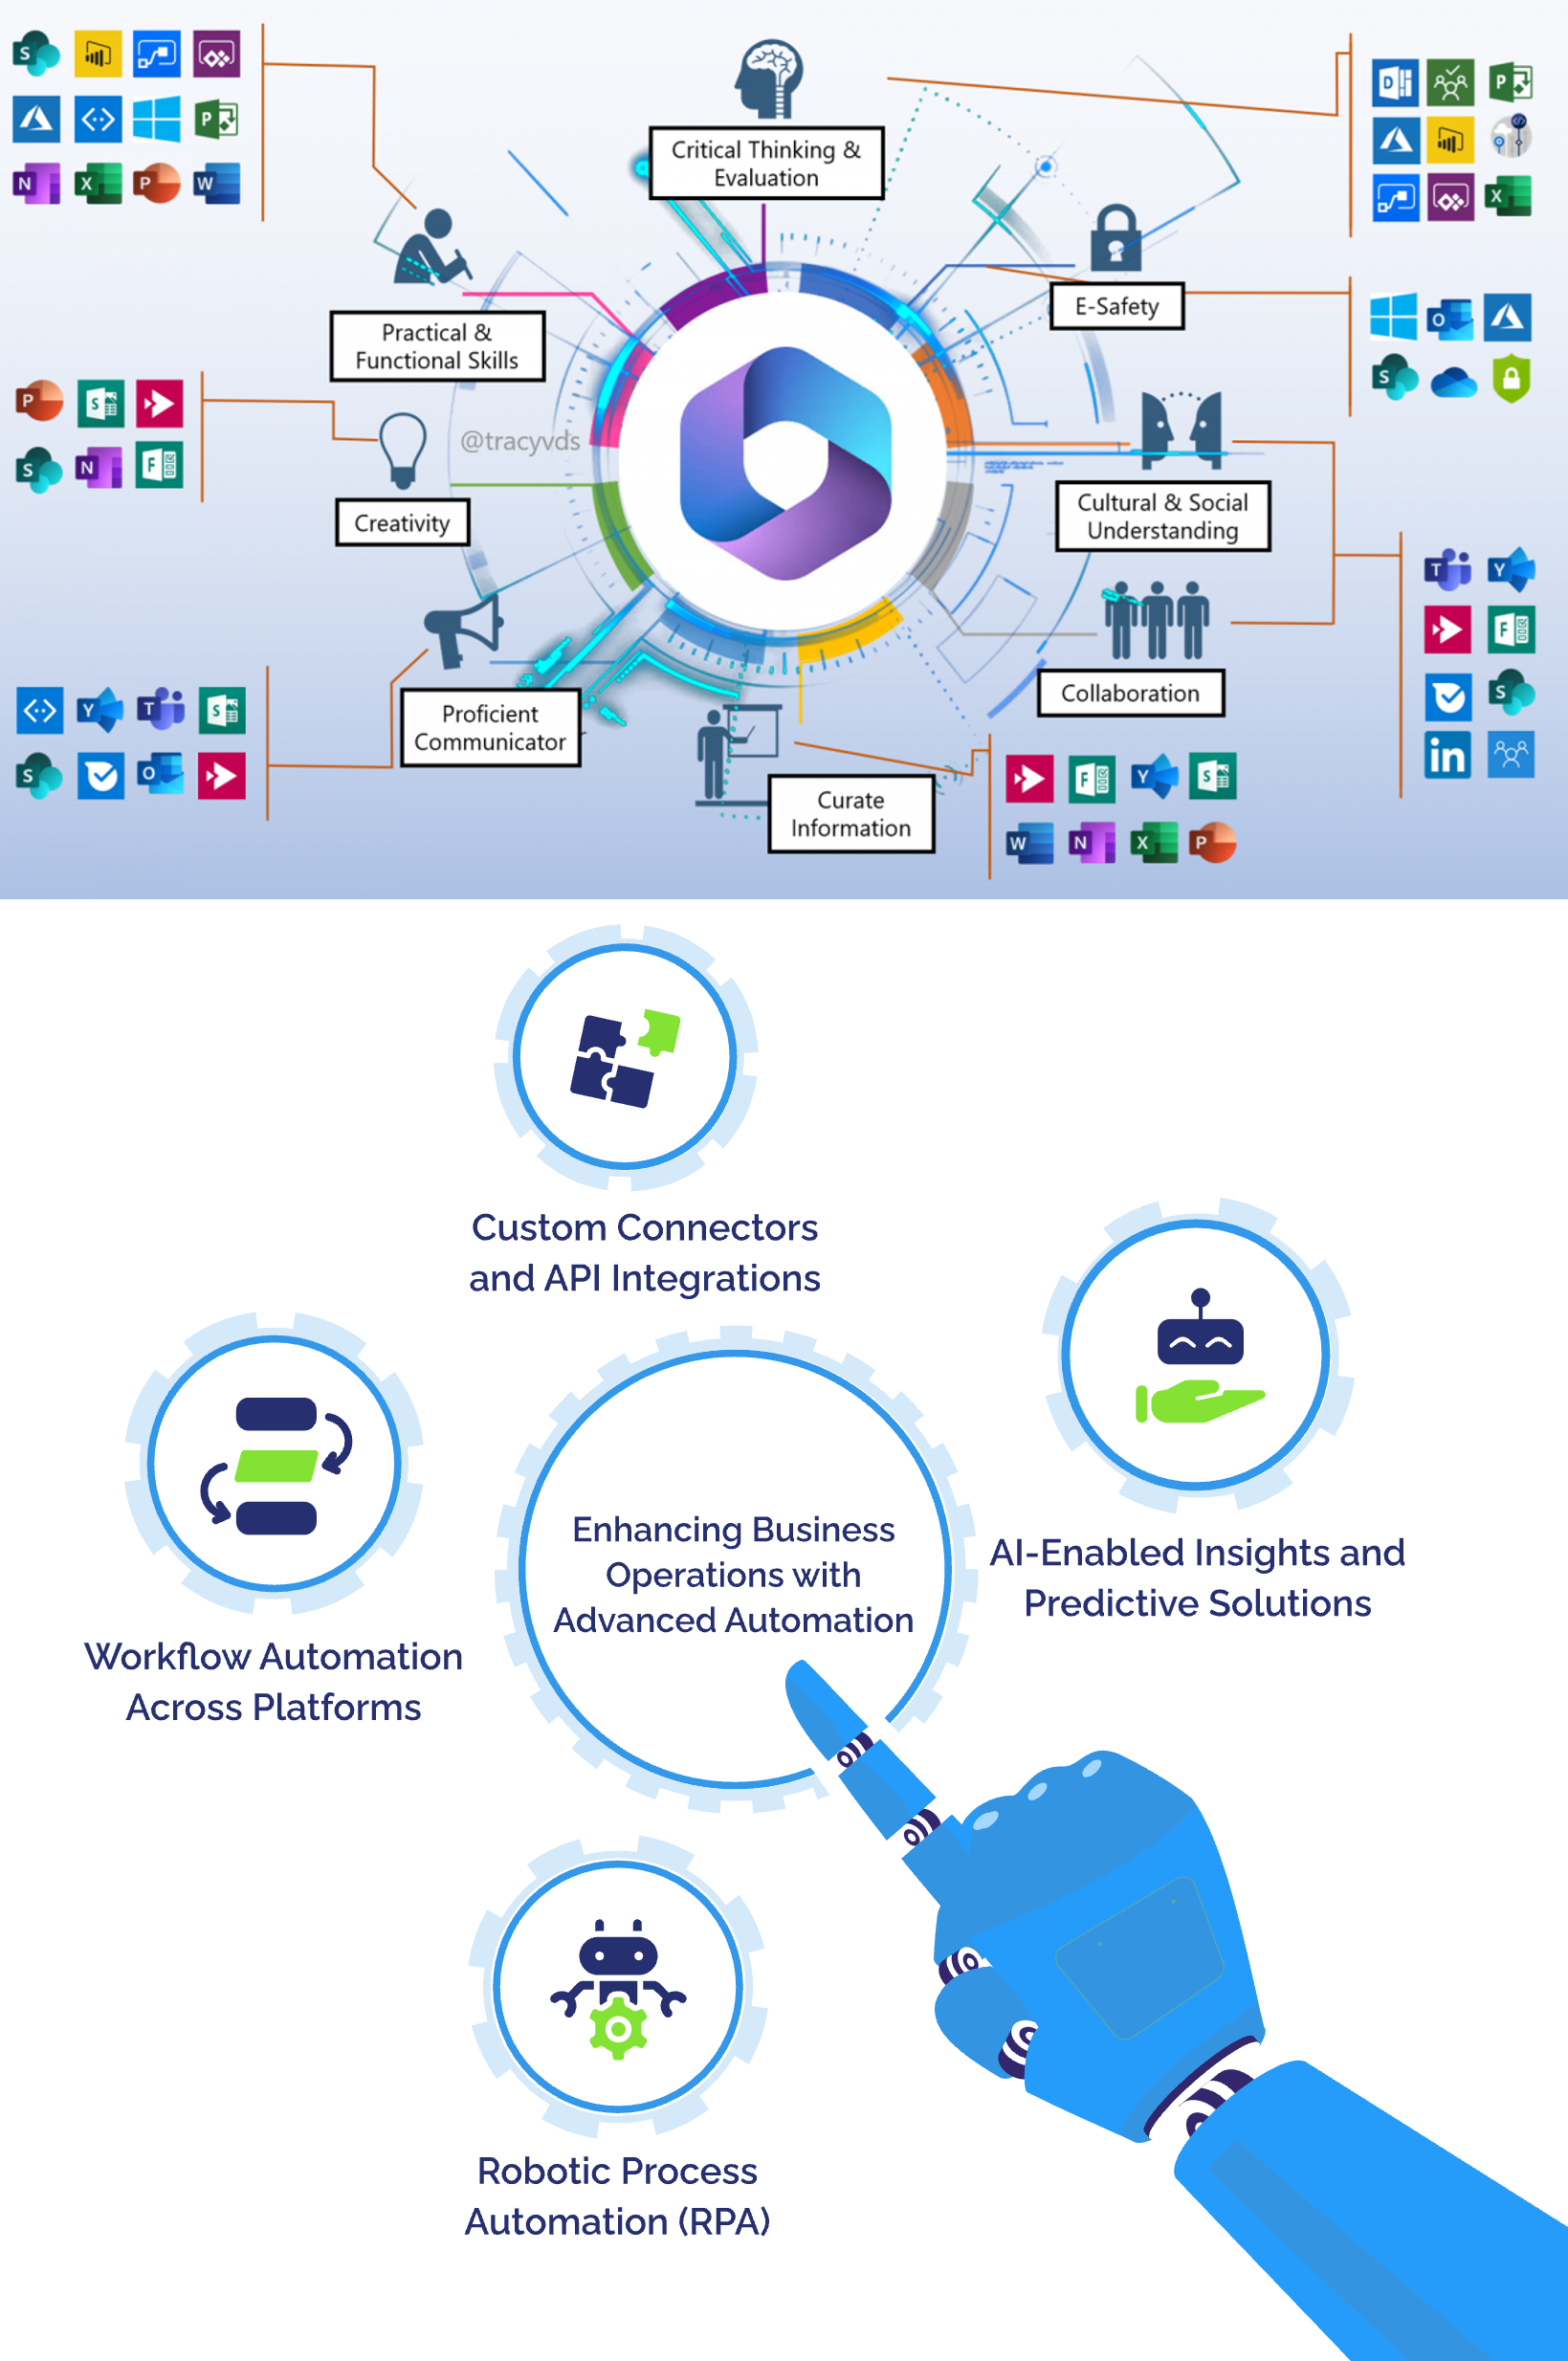 Critical Thinking &
Evaluation
E-Safety
Practical &
Functional Skills
@tracyvds
Creativity
Cultural & Social
Understanding
Collaboration
Proficient
Communicator
Curate
Information
Custom Connectors
and API Integrations
Enhancing Business
Operations with
Advanced Automation
AI-Enabled Insights and
Predictive Solutions
Workflow Automation
Across Platforms
Robotic Process
Automation (RPA)